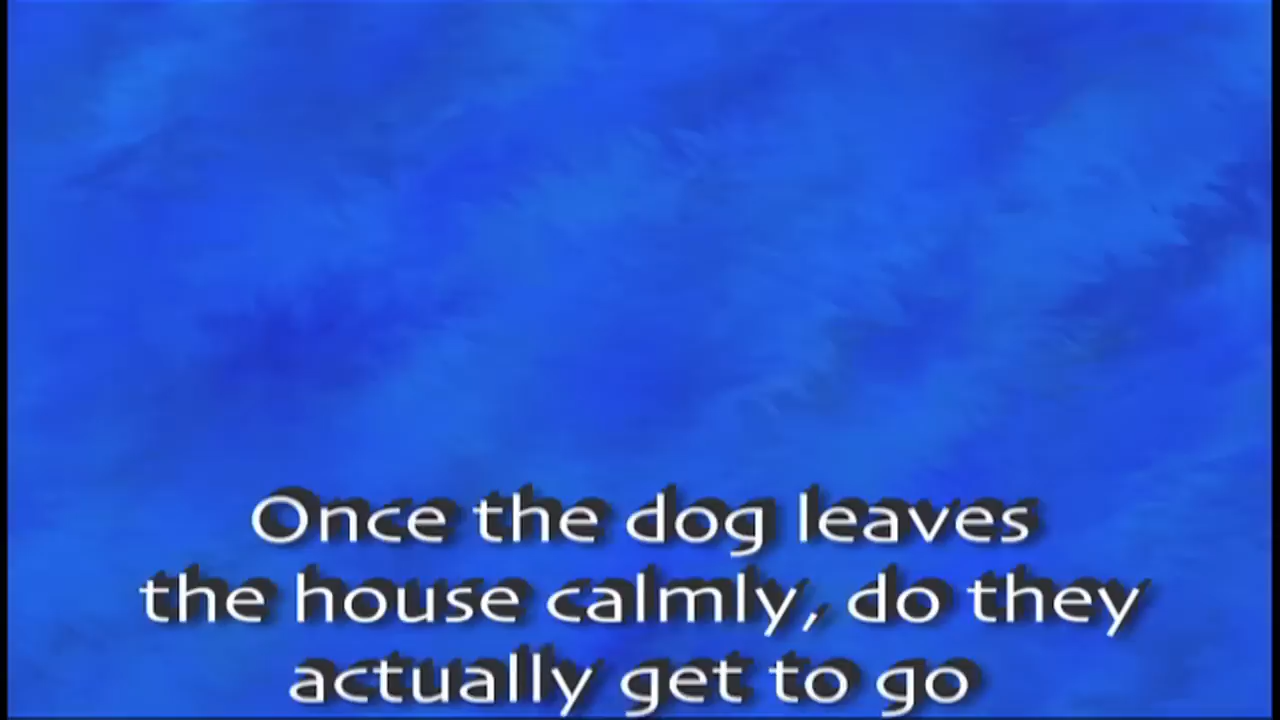 Once the dog leaves
the house calmly, do they
actually get to go